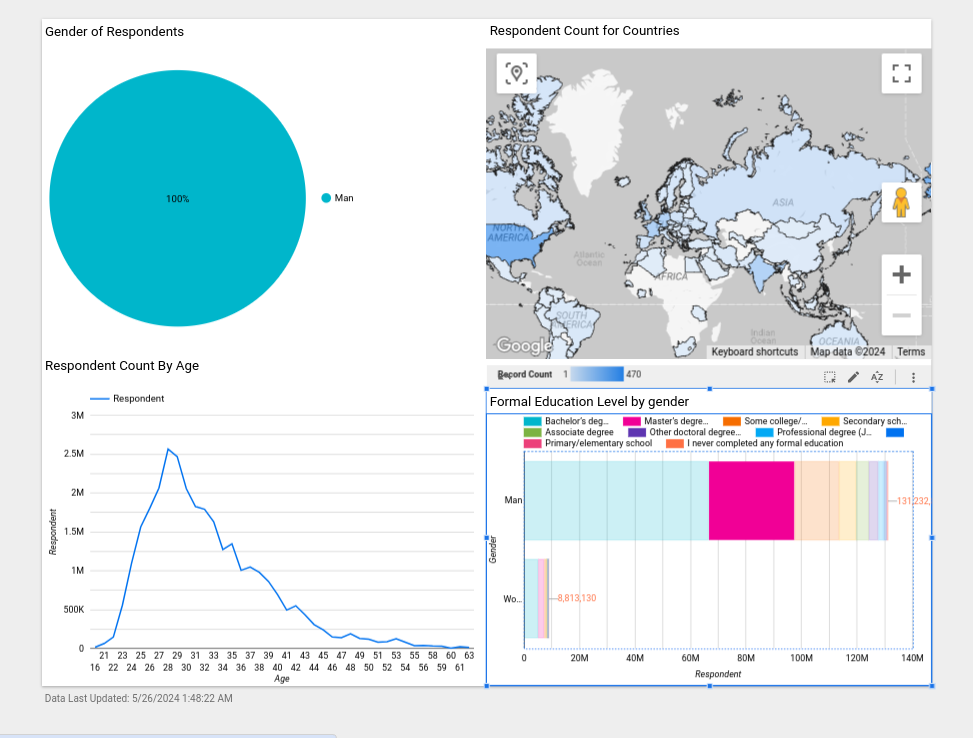 Gender of Respondents
100%
Man
Respondent Count for Countries
NORTH
AMERICA
ASIA
Atlantic
Ocean
AFRICA
SOUTH
AMERICA
Indian
Ocean
OCEANIA
Google
Keyboard shortcuts
Map data ©2024
Terms
Record Count 1 470
Respondent Count By Age
Respondent
3M
2.5M
2M
1.5M
1M
500K
0
Respondent
21 23 25 27 29 31 33 35 37 39 41 43 45 47 49 51 53 55 58 60 63
16 22 24 26 28 30 32 34 36 38 40 42 44 46 48 50 52 54 56 59 61
Age
Formal Education Level by gender
Bachelor's deg... Master's degre... Some college/... Secondary sch...
Associate degree Other doctoral degree... Professional degree (J...
Primary/elementary school I never completed any formal education
Man
131,232,
Gender
Wo...
8,813,130
0 20M 40M 60M 80M 100M 120M 140M
Respondent
Data Last Updated: 5/26/2024 1:48:22 AM